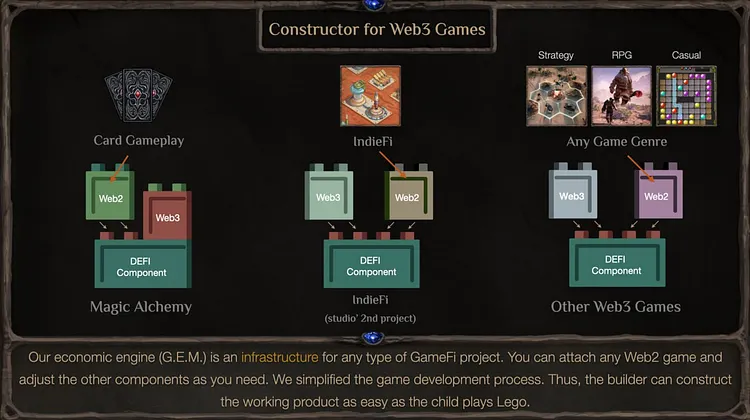 Constructor for Web3 Games
Strategy
RPG
Casual
Card Gameplay
IndieFi
Any Game Genre
Web2
Web3
Web3
Web2
Web3
Web2
DEFI
Component
DEFI
Component
DEFI
Component
Magic Alchemy
IndieFi
(studio' 2nd project)
Other Web3 Games
Our economic engine (G.E.M.) is an infrastructure for any type of GameFi project. You can attach any Web2 game and
adjust the other components as you need. We simplified the game development process. Thus, the builder can construct
the working product as easy as the child plays Lego.